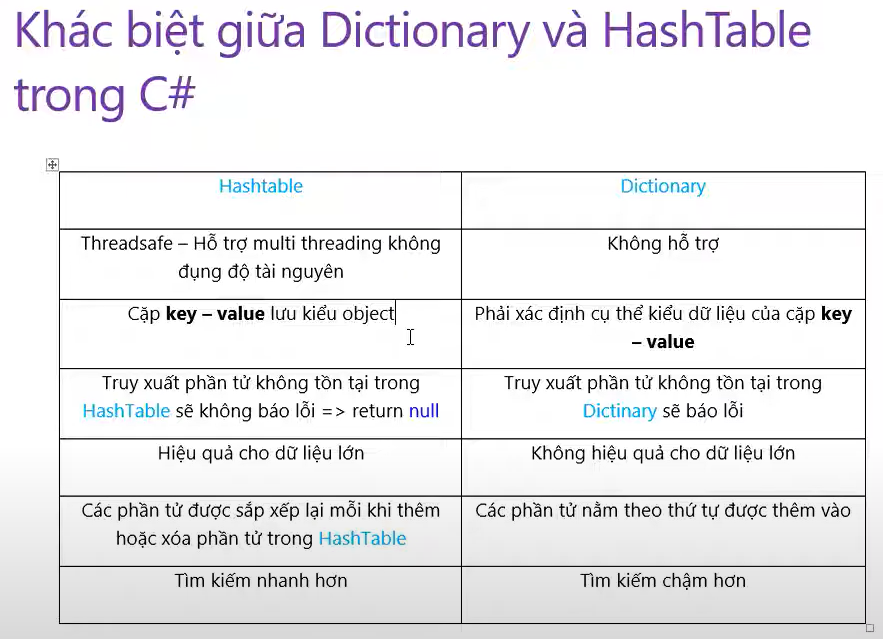 Khác biệt giữa Dictionary và HashTable
trong C#
Hashtable
Dictionary
Threadsafe – Hỗ trợ multi threading không
đụng độ tài nguyên
Không hỗ trợ
Cặp key – value lưu kiểu object
Phải xác định cụ thể kiểu dữ liệu của cặp key
– value
Truy xuất phần tử không tồn tại trong
HashTable sẽ không báo lỗi => return null
Truy xuất phần tử không tồn tại trong
Dictinary sẽ báo lỗi
Hiệu quả cho dữ liệu lớn
Không hiệu quả cho dữ liệu lớn
Các phần tử được sắp xếp lại mỗi khi thêm
hoặc xóa phần tử trong HashTable
Các phần tử nằm theo thứ tự được thêm vào
Tìm kiếm nhanh hơn
Tìm kiếm chậm hơn